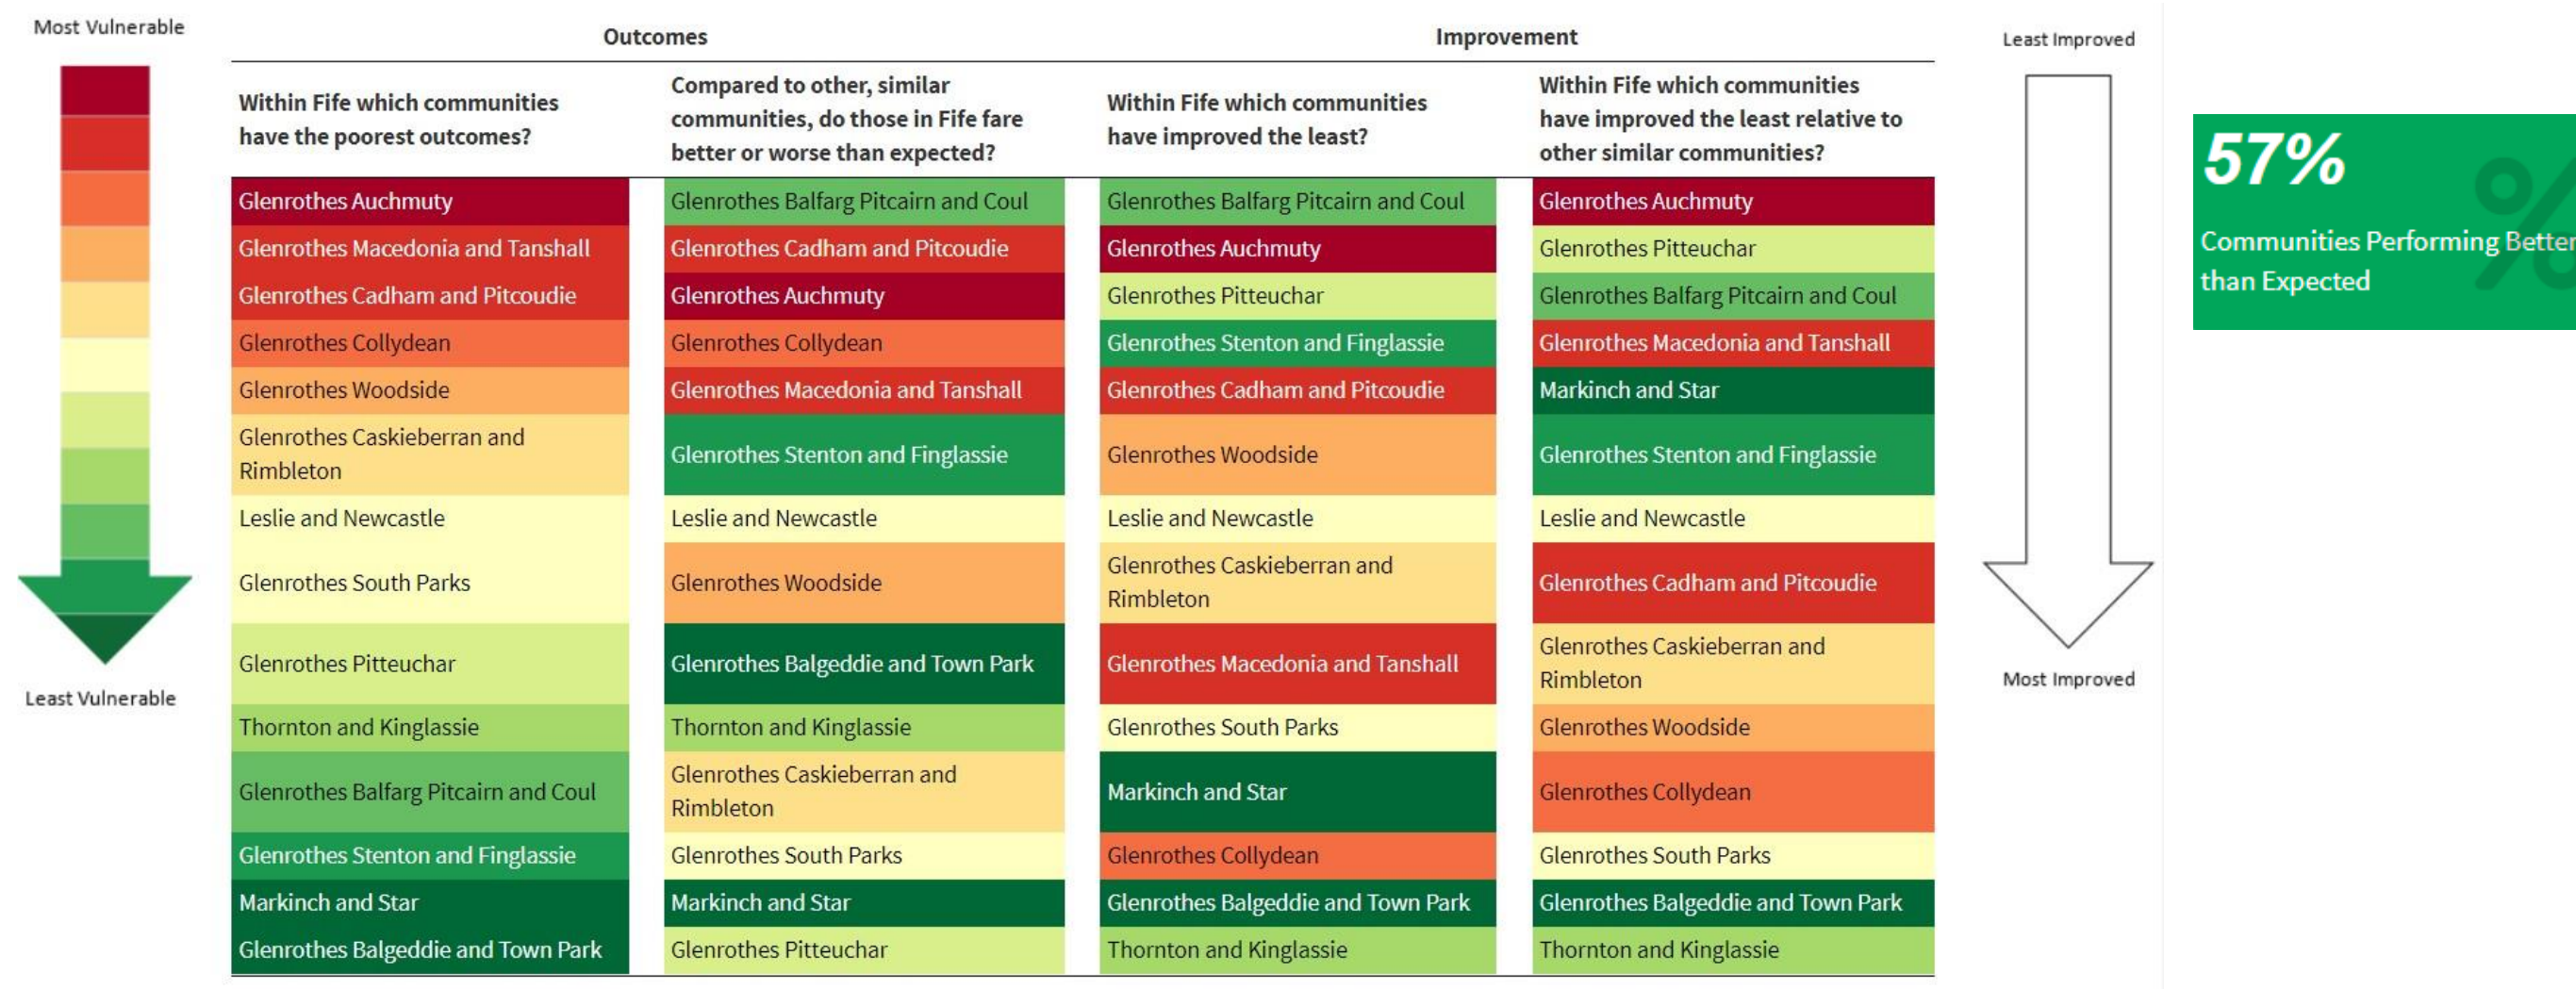 Most Vulnerable
Least Vulnerable
Outcomes
Improvement
Within Fife which communities
have the poorest outcomes?
Compared to other, similar
communities, do those in Fife fare
better or worse than expected?
Within Fife which communities
have improved the least?
Within Fife which communities
have improved the least relative to
other similar communities?
Glenrothes Auchmuty
Glenrothes Balfarg Pitcairn and Coul
Glenrothes Balfarg Pitcairn and Coul
Glenrothes Auchmuty
Glenrothes Macedonia and Tanshall
Glenrothes Cadham and Pitcoudie
Glenrothes Auchmuty
Glenrothes Pitteuchar
Glenrothes Cadham and Pitcoudie
Glenrothes Auchmuty
Glenrothes Pitteuchar
Glenrothes Balfarg Pitcairn and Coul
Glenrothes Collydean
Glenrothes Collydean
Glenrothes Stenton and Finglassie
Glenrothes Macedonia and Tanshall
Glenrothes Woodside
Glenrothes Macedonia and Tanshall
Glenrothes Cadham and Pitcoudie
Markinch and Star
Glenrothes Caskieberran and
Rimbleton
Glenrothes Stenton and Finglassie
Glenrothes Woodside
Glenrothes Stenton and Finglassie
Leslie and Newcastle
Leslie and Newcastle
Leslie and Newcastle
Leslie and Newcastle
Glenrothes South Parks
Glenrothes Woodside
Glenrothes Caskieberran and
Rimbleton
Glenrothes Cadham and Pitcoudie
Glenrothes Pitteuchar
Glenrothes Balgeddie and Town Park
Glenrothes Macedonia and Tanshall
Glenrothes Caskieberran and
Rimbleton
Thornton and Kinglassie
Thornton and Kinglassie
Glenrothes South Parks
Glenrothes Woodside
Glenrothes Balfarg Pitcairn and Coul
Glenrothes Caskieberran and
Rimbleton
Markinch and Star
Glenrothes Collydean
Glenrothes Stenton and Finglassie
Glenrothes South Parks
Glenrothes Collydean
Glenrothes South Parks
Markinch and Star
Markinch and Star
Glenrothes Balgeddie and Town Park
Glenrothes Balgeddie and Town Park
Glenrothes Balgeddie and Town Park
Glenrothes Pitteuchar
Thornton and Kinglassie
Thornton and Kinglassie
Least Improved
Most Improved
57%
%
Communities Performing Better
than Expected